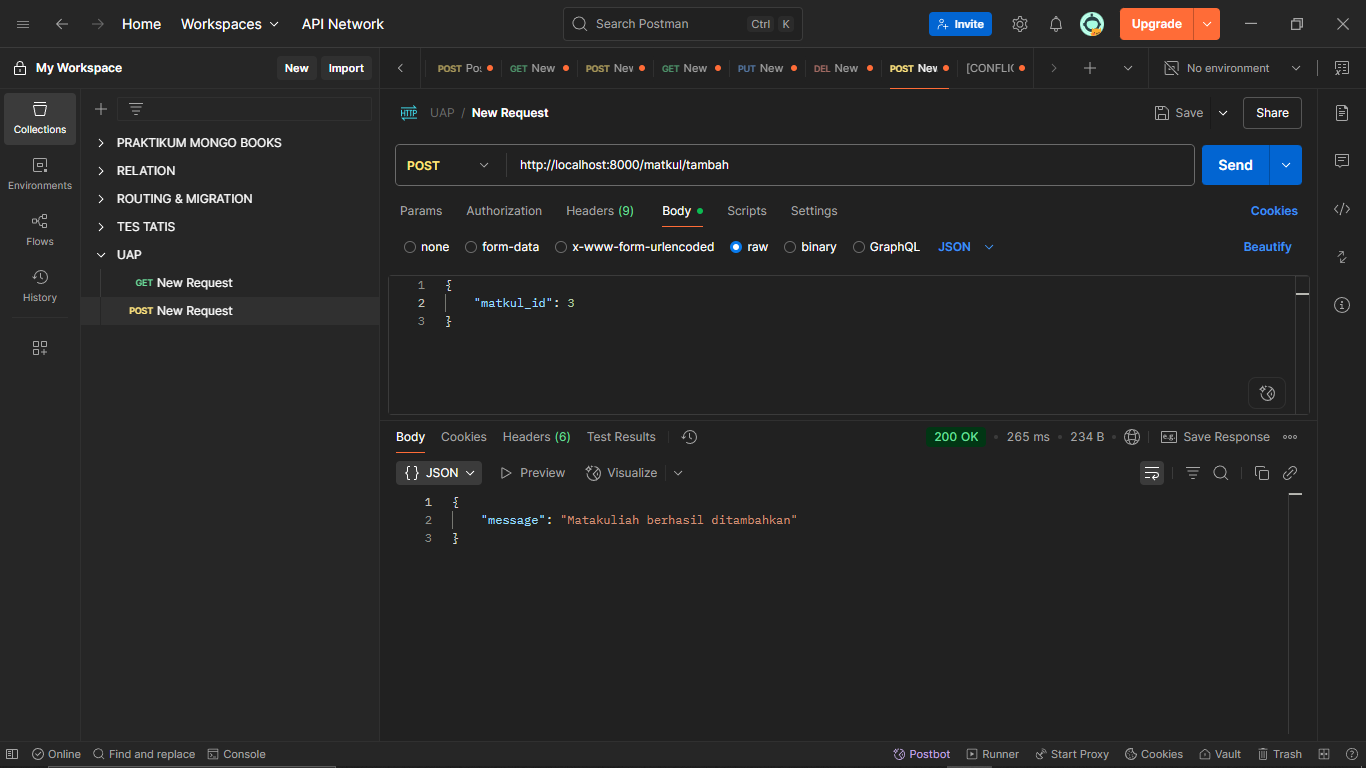 Home Workspaces API Network Search Postman Ctrl K Invite Upgrade
My Workspace New Import POST Pos GET New POST New GET New PUT New DEL New POST New [CONFLIC No environment
Collections
Environments
Flows
History
PRAKTIKUM MONGO BOOKS
RELATION
ROUTING & MIGRATION
TES TATIS
UAP
GET New Request
POST New Request
HTTP UAP / New Request Save Share
POST http://localhost:8000/matkul/tambah Send
Params Authorization Headers (9) Body Scripts Settings Cookies
none form-data x-www-form-urlencoded raw binary GraphQL JSON Beautify
1 {
2 "matkul_id": 3
3 }
Body Cookies Headers (6) Test Results 200 OK • 265 ms • 234 B e.g. Save Response
{} JSON Preview Visualize
1 {
2 "message": "Matakuliah berhasil ditambahkan"
3 }
Online Find and replace Console Postbot Runner Start Proxy Cookies Vault Trash